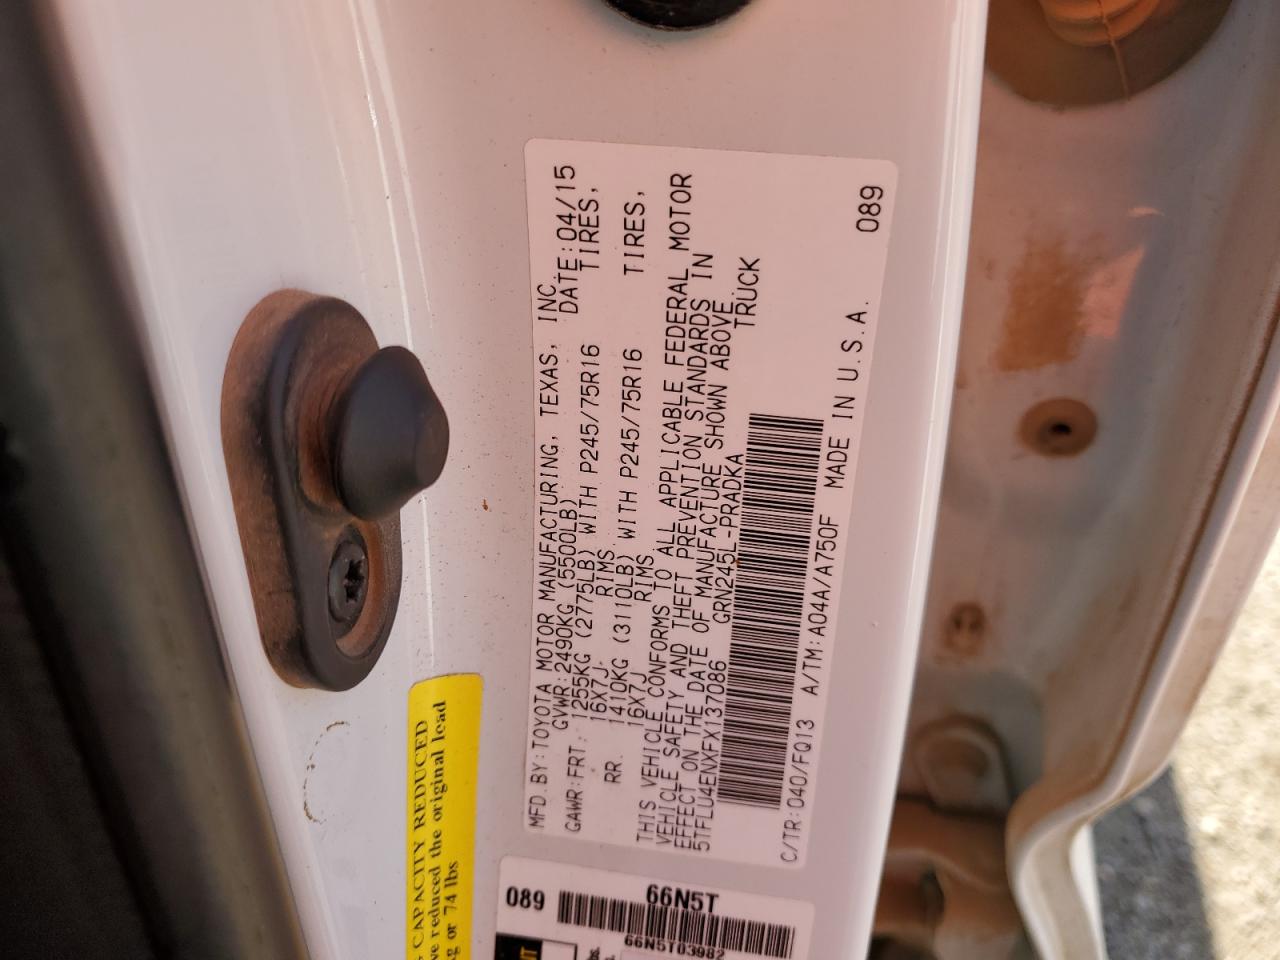 MFD.BY:TOYOTA MOTOR MANUFACTURING, TEXAS, INC.
GVWR:2490KG (5500LB) DATE:04/15
GAWR:FRT: 1255KG (2775LB) WITH P245/75R16 TIRES,
16X7J RIMS
RR. 1410KG (3110LB) WITH P245/75R16 TIRES,
16X7J RIMS
THIS VEHICLE CONFORMS TO ALL APPLICABLE FEDERAL MOTOR
VEHICLE SAFETY AND THEFT PREVENTION STANDARDS IN
EFFECT ON THE DATE OF MANUFACTURE SHOWN ABOVE.
5TFLU4ENXFX137086 GRN245L-PRADKA TRUCK
C/TR:040/FQ13 A/TM:A04A/A750F MADE IN U.S.A. 089
CAPACITY REDUCED
reduced the original load
or 74 lbs
089 66N5T
66N5T03982